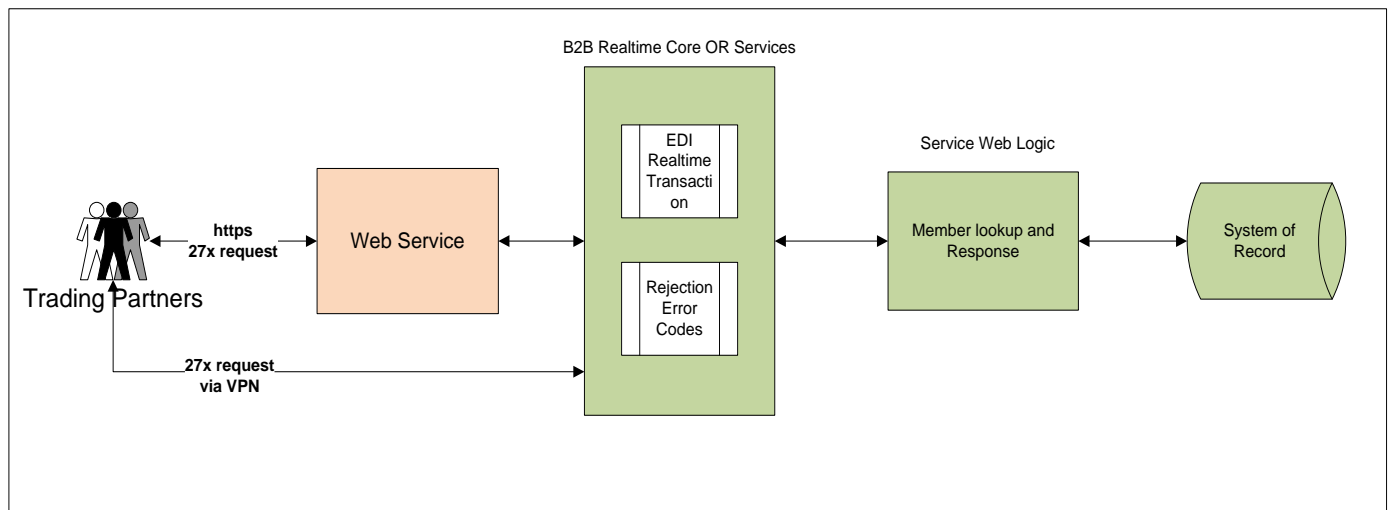 B2B Realtime Core OR Services
EDI
Realtime
Transacti
on
Service Web Logic
https
27x request
Web Service
Member lookup and
Response
System of
Record
Trading Partners
Rejection
Error
Codes
27x request
via VPN